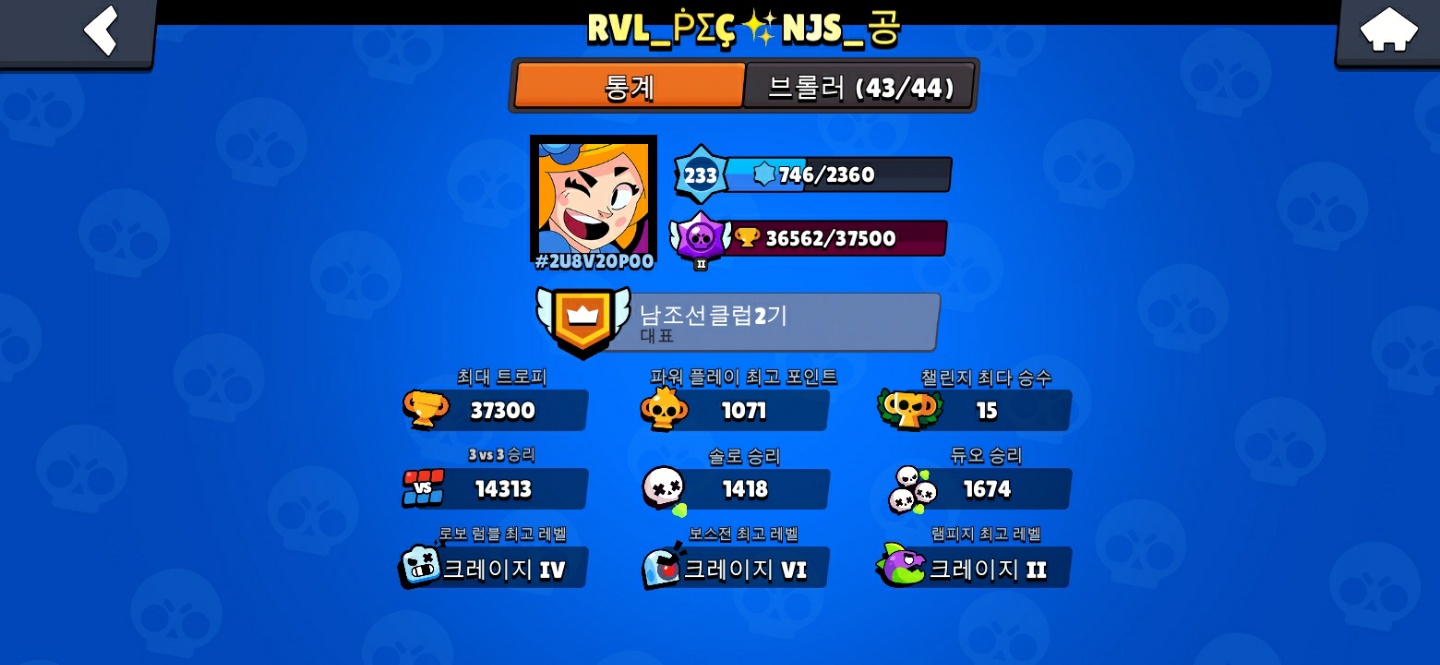 RVL_ṖΣÇ✨NJS_공
통계
브롤러 (43/44)
233
746/2360
36562/37500
II
#2U8V20P00
남조선클럽2기
대표
최대 트로피
파워 플레이 최고 포인트
챌린지 최다 승수
37300
1071
15
3 vs 3 승리
솔로 승리
듀오 승리
VS
14313
1418
1674
로보 럼블 최고 레벨
보스전 최고 레벨
램피지 최고 레벨
크레이지 IV
크레이지 VI
크레이지 II